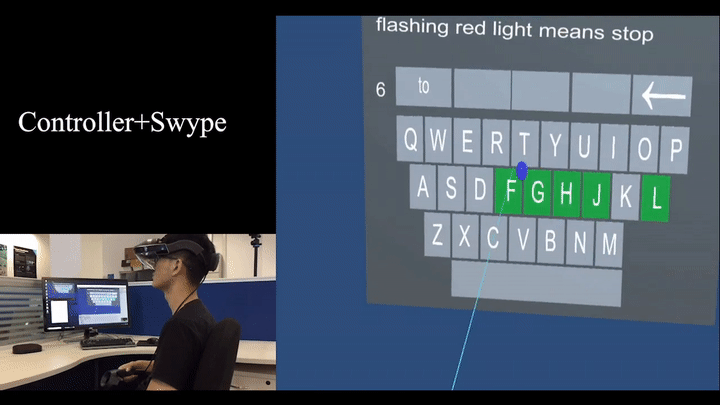 Controller+Swype
flashing red light means stop
6 to ←
Q W E R T Y U I O P
A S D F G H J K L
Z X C V B N M